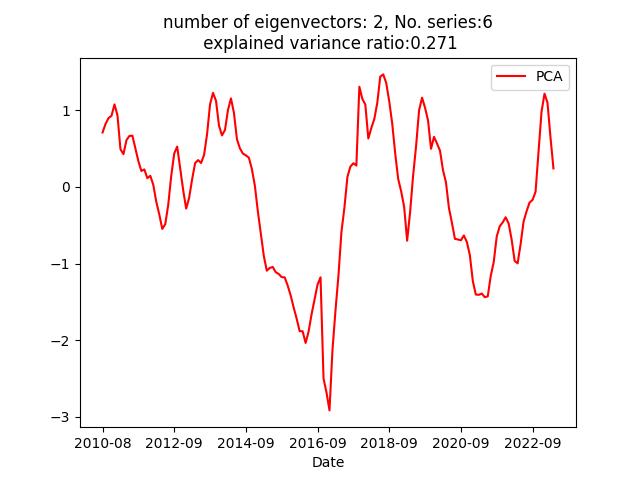 number of eigenvectors: 2, No. series:6
explained variance ratio:0.271
PCA
1
0
−1
−2
−3
2010-08 2012-09 2014-09 2016-09 2018-09 2020-09 2022-09
Date